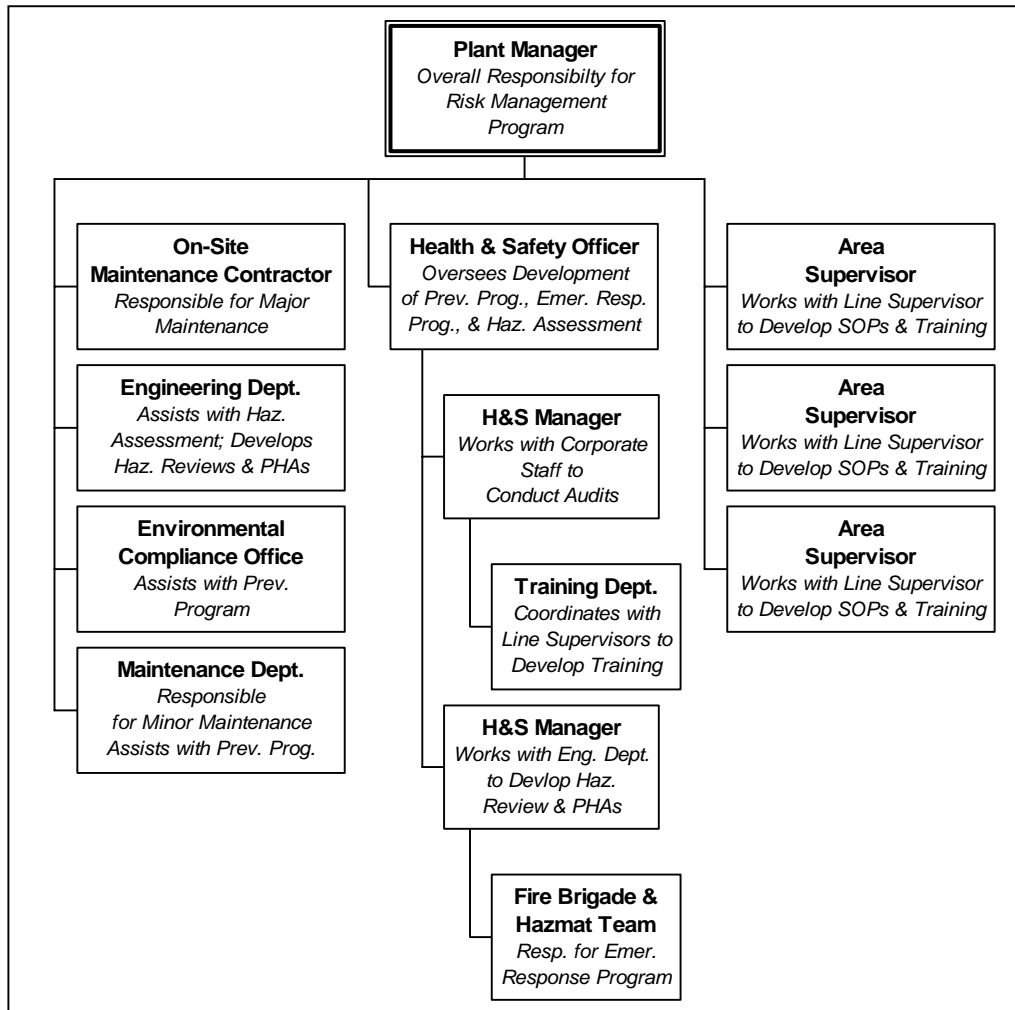 Plant Manager
Overall Responsibilty for
Risk Management
Program
On-Site
Maintenance Contractor
Responsible for Major
Maintenance
Engineering Dept.
Assists with Haz.
Assessment; Develops
Haz. Reviews & PHAs
Environmental
Compliance Office
Assists with Prev.
Program
Maintenance Dept.
Responsible
for Minor Maintenance
Assists with Prev. Prog.
Health & Safety Officer
Oversees Development
of Prev. Prog., Emer. Resp.
Prog., & Haz. Assessment
H&S Manager
Works with Corporate
Staff to
Conduct Audits
Training Dept.
Coordinates with
Line Supervisors to
Develop Training
H&S Manager
Works with Eng. Dept.
to Devlop Haz.
Review & PHAs
Fire Brigade &
Hazmat Team
Resp. for Emer.
Response Program
Area
Supervisor
Works with Line Supervisor
to Develop SOPs & Training
Area
Supervisor
Works with Line Supervisor
to Develop SOPs & Training
Area
Supervisor
Works with Line Supervisor
to Develop SOPs & Training